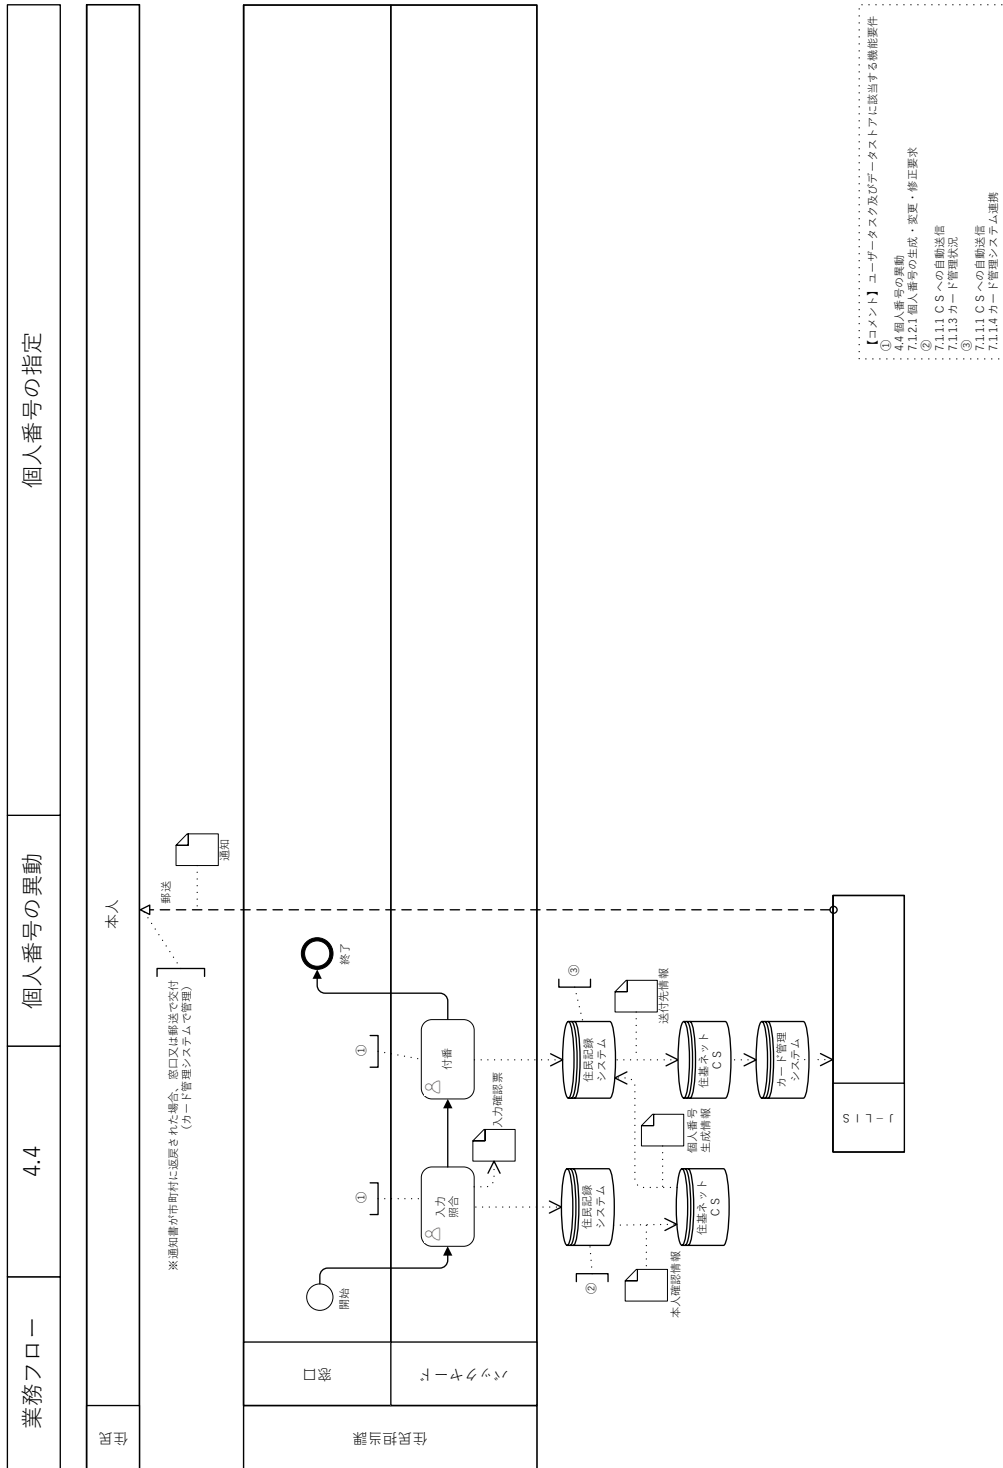 業務フロー
4.4
個人番号の異動
個人番号の指定
住民
本人
※通知書が市町村に返戻された場合、窓口又は郵送で交付
(カード管理システムで管理)
郵送
通知
住民担当課
窓口
バックヤード
開始
終了
①
入力
照合
入力確認票
①
付番
②
住民記録
システム
本人確認情報
住基ネット
CS
個人番号
生成情報
③
住民記録
システム
送付先情報
住基ネット
CS
カード管理
システム
J-LIS
【コメント】ユーザータスク及びデータストアに該当する機能要件
①
4.4 個人番号の異動
7.1.2.1 個人番号の生成・変更・修正要求
②
7.1.1.1 CSへの自動送信
7.1.1.3 カード管理状況
③
7.1.1.1 CSへの自動送信
7.1.1.4 カード管理システム連携